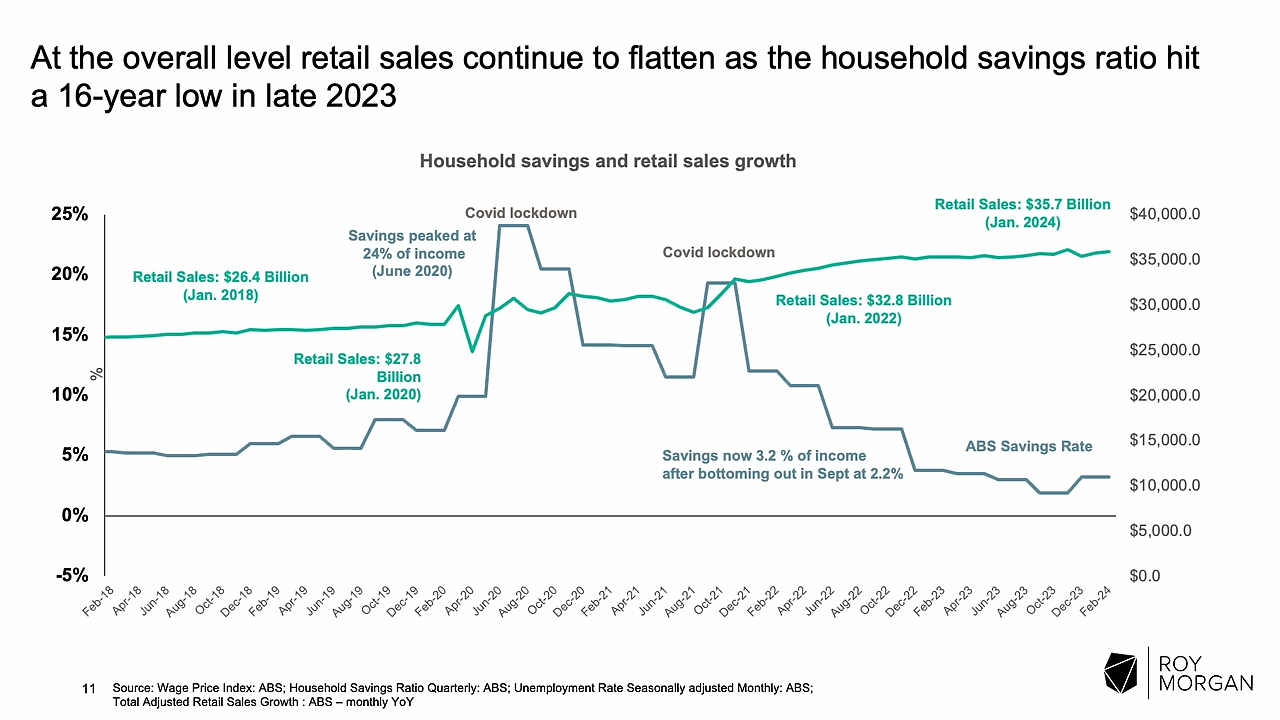 At the overall level retail sales continue to flatten as the household savings ratio hit
a 16-year low in late 2023
Household savings and retail sales growth
25%
20%
15%
10%
5%
0%
-5%
%
Covid lockdown
Savings peaked at
24% of income
(June 2020)
Retail Sales: $26.4 Billion
(Jan. 2018)
Retail Sales: $27.8
Billion
(Jan. 2020)
Covid lockdown
Retail Sales: $35.7 Billion
(Jan. 2024)
Retail Sales: $32.8 Billion
(Jan. 2022)
Savings now 3.2 % of income
after bottoming out in Sept at 2.2%
ABS Savings Rate
$40,000.0
$35,000.0
$30,000.0
$25,000.0
$20,000.0
$15,000.0
$10,000.0
$5,000.0
$0.0
Feb-18
Apr-18
Jun-18
Aug-18
Oct-18
Dec-18
Feb-19
Apr-19
Jun-19
Aug-19
Oct-19
Dec-19
Feb-20
Apr-20
Jun-20
Aug-20
Oct-20
Dec-20
Feb-21
Apr-21
Jun-21
Aug-21
Oct-21
Dec-21
Feb-22
Apr-22
Jun-22
Aug-22
Oct-22
Dec-22
Feb-23
Apr-23
Jun-23
Aug-23
Oct-23
Dec-23
Feb-24
11
Source: Wage Price Index: ABS; Household Savings Ratio Quarterly: ABS; Unemployment Rate Seasonally adjusted Monthly: ABS;
Total Adjusted Retail Sales Growth : ABS – monthly YoY
ROY
MORGAN